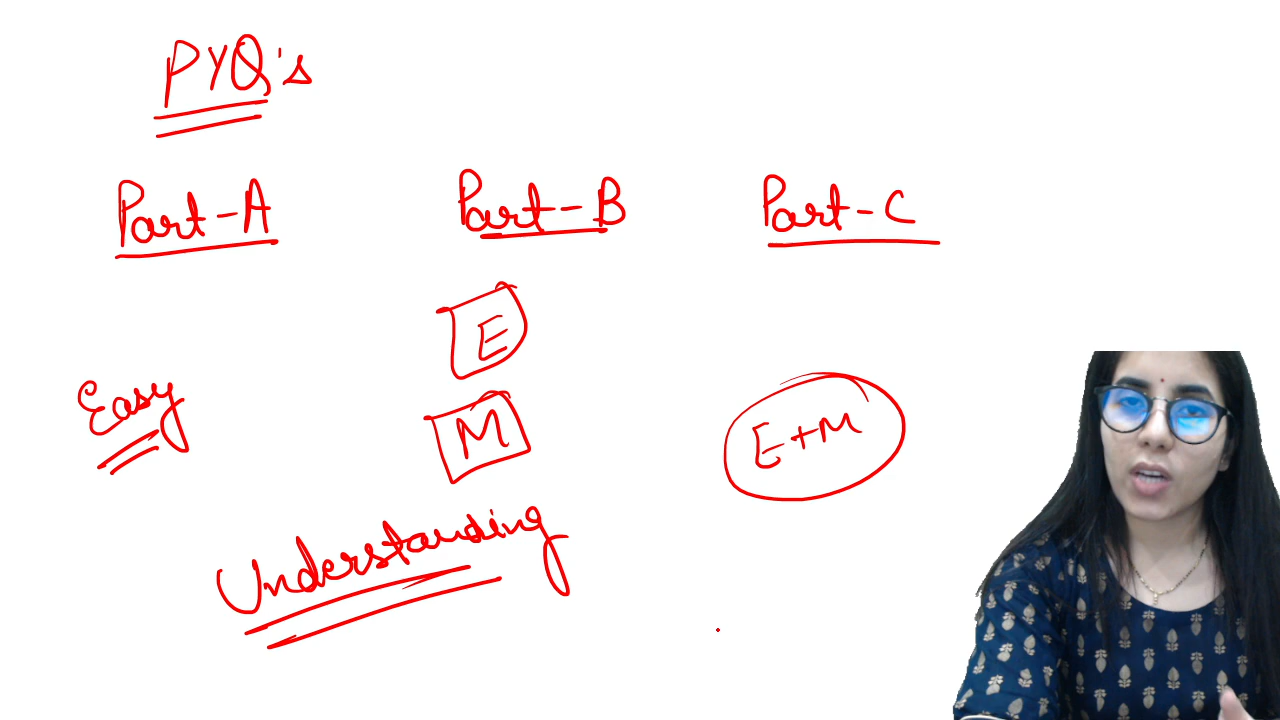 PYQ's
Part-A Part-B Part-C
E
Easy M E+M
Understanding